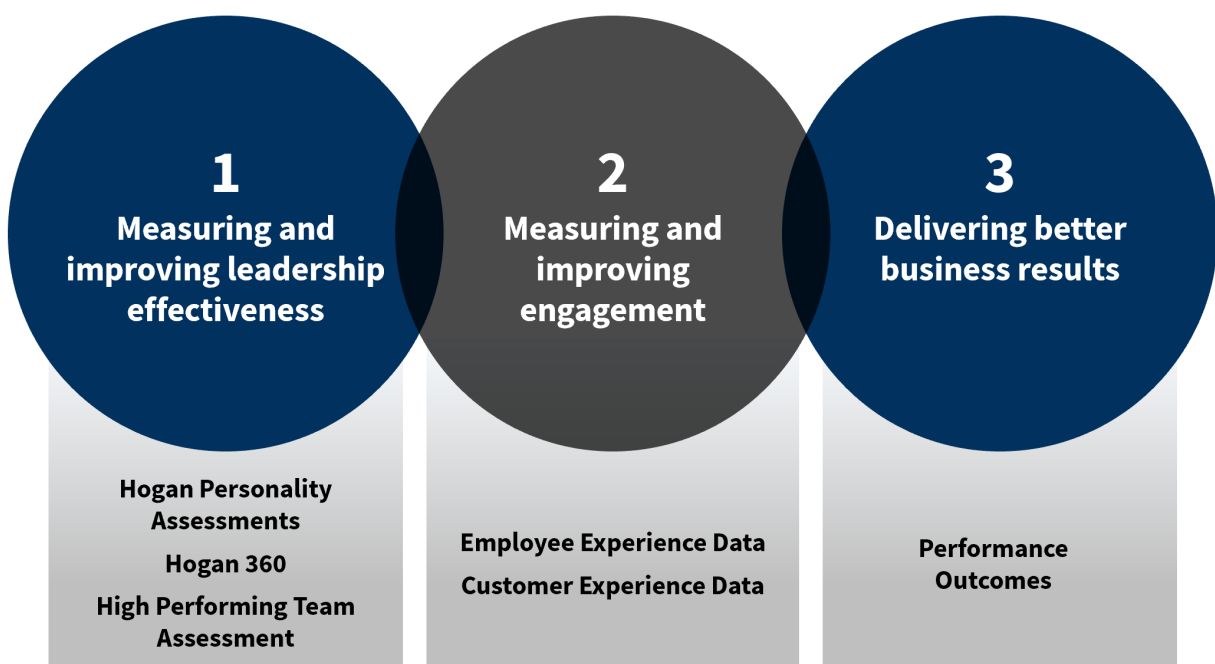 1
Measuring and
improving leadership
effectiveness
2
Measuring and
improving
engagement
3
Delivering better
business results
Hogan Personality
Assessments
Hogan 360
High Performing Team
Assessment
Employee Experience Data
Customer Experience Data
Performance
Outcomes